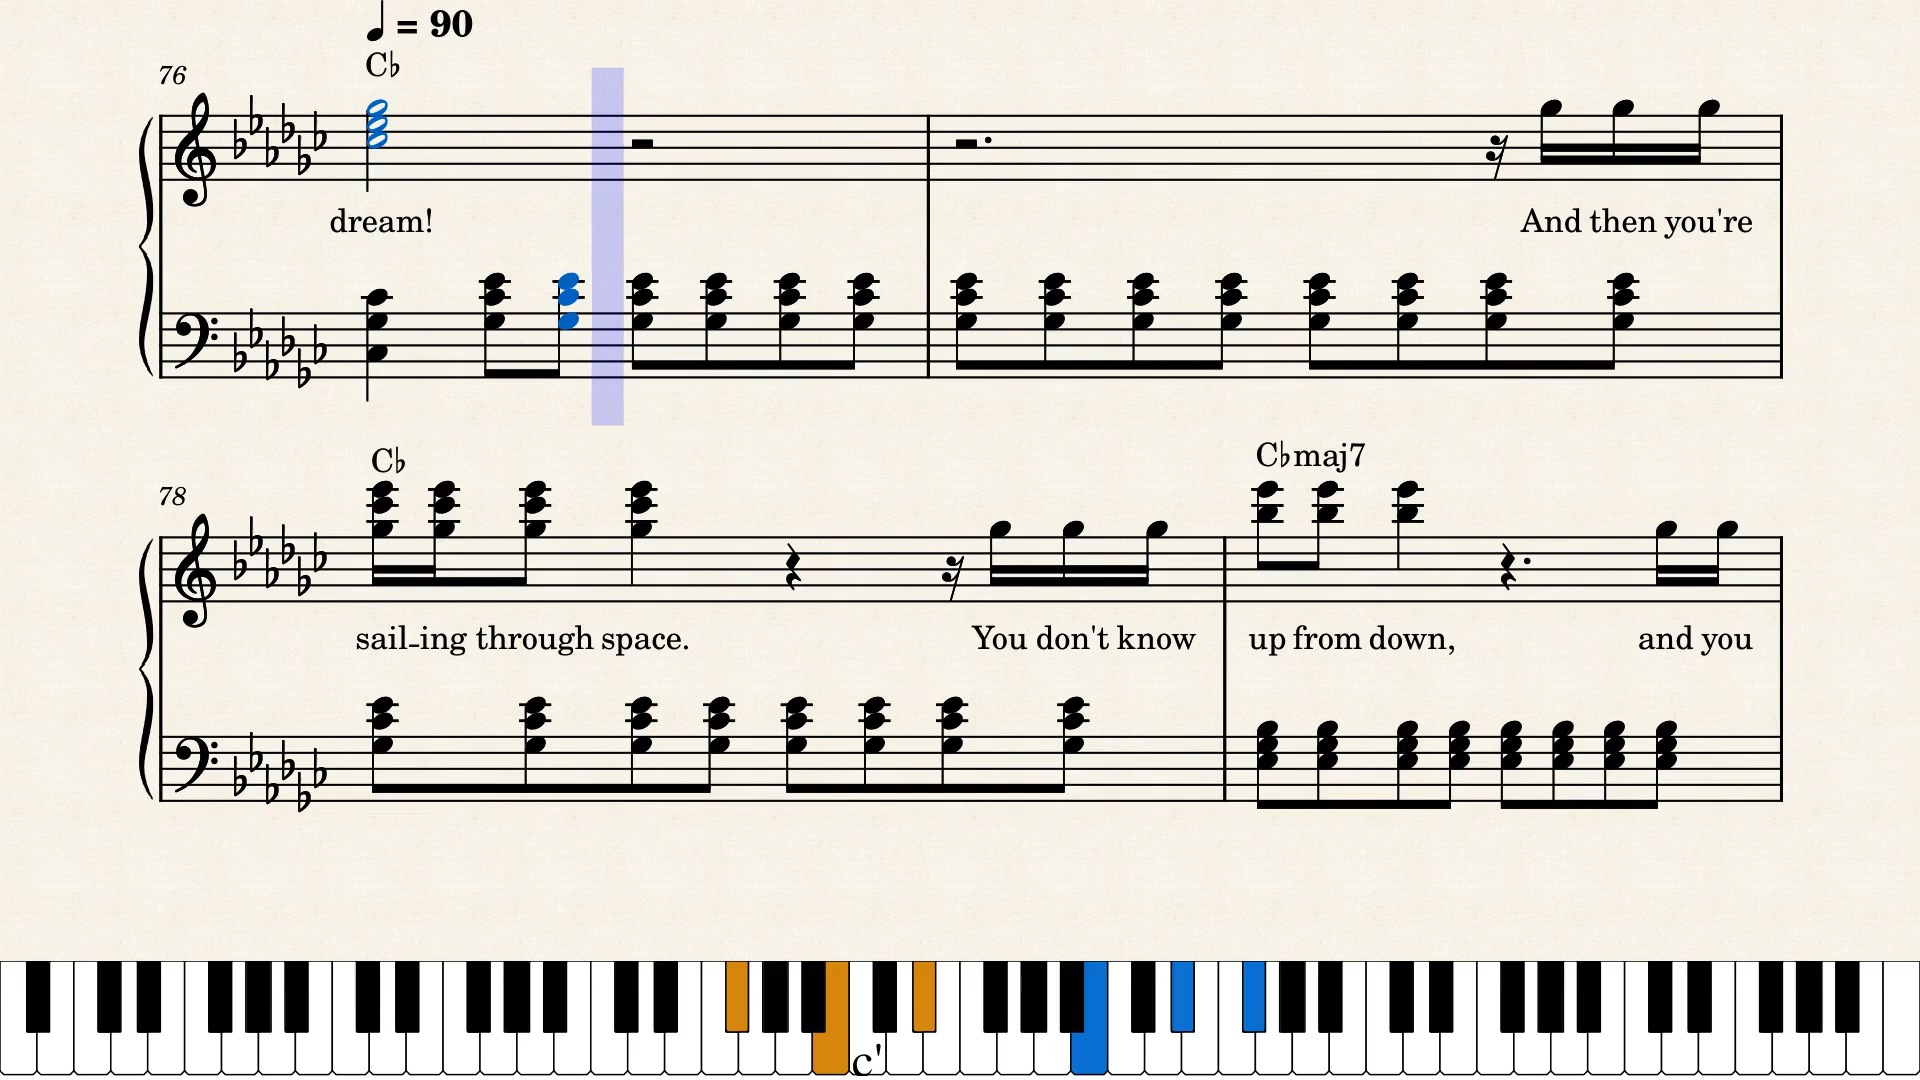 = 90
C♭
76
dream! And then you're
C♭ C♭maj7
78
sail-ing through space. You don't know up from down, and you
c'